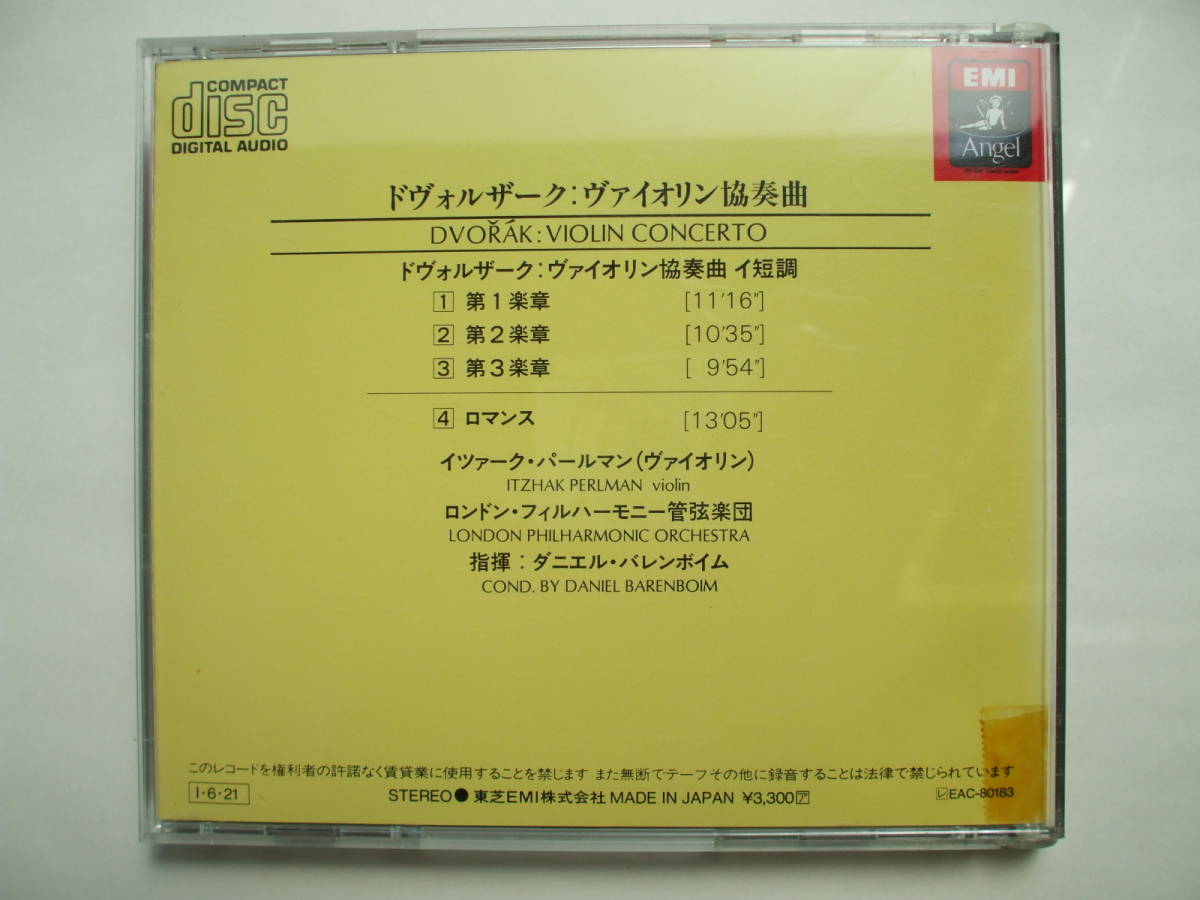 COMPACT
disc
DIGITAL AUDIO
EMI
Angel
ドヴォルザーク：ヴァイオリン協奏曲
DVOŘÁK: VIOLIN CONCERTO
ドヴォルザーク：ヴァイオリン協奏曲 イ短調
1 第1楽章 [11'16"]
2 第2楽章 [10'35"]
3 第3楽章 [ 9'54"]
4 ロマンス [13'05"]
イツァーク・パールマン(ヴァイオリン)
ITZHAK PERLMAN violin
ロンドン・フィルハーモニー管弦楽団
LONDON PHILHARMONIC ORCHESTRA
指揮：ダニエル・バレンボイム
COND. BY DANIEL BARENBOIM
このレコードを権利者の許諾なく賃貸業に使用することを禁じます また無断でテープその他に録音することは法律で禁じられています
I・6・21 STEREO● 東芝EMI株式会社 MADE IN JAPAN ¥3,300ア レEAC-80183